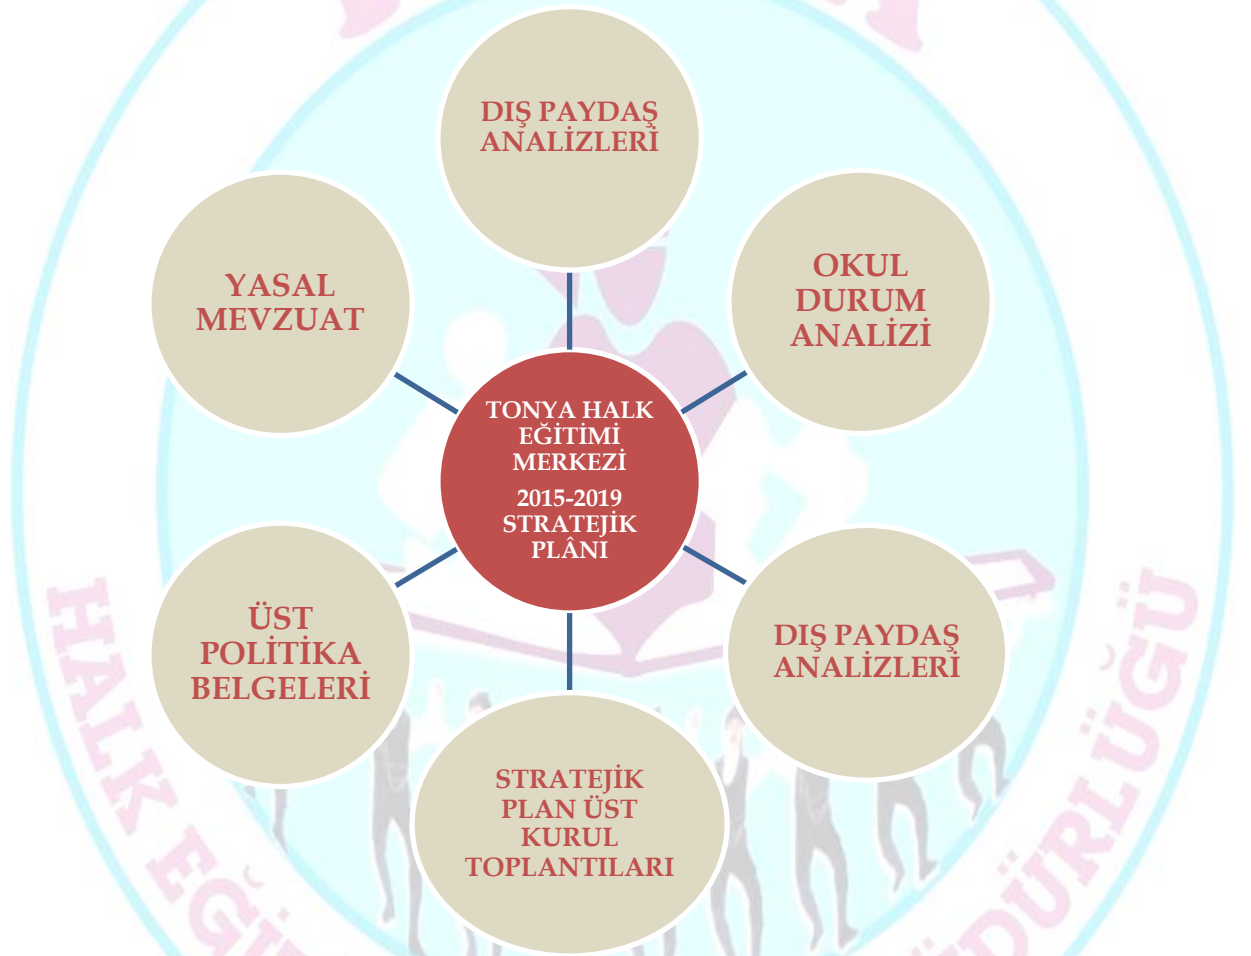 DIŞ PAYDAŞ
ANALİZLERİ
OKUL
DURUM
ANALİZİ
YASAL
MEVZUAT
TONYA HALK
EĞİTİMİ
MERKEZİ
2015-2019
STRATEJİK
PLÂNI
DIŞ PAYDAŞ
ANALİZLERİ
ÜST
POLİTİKA
BELGELERİ
STRATEJİK
PLAN ÜST
KURUL
TOPLANTILARI
HALK